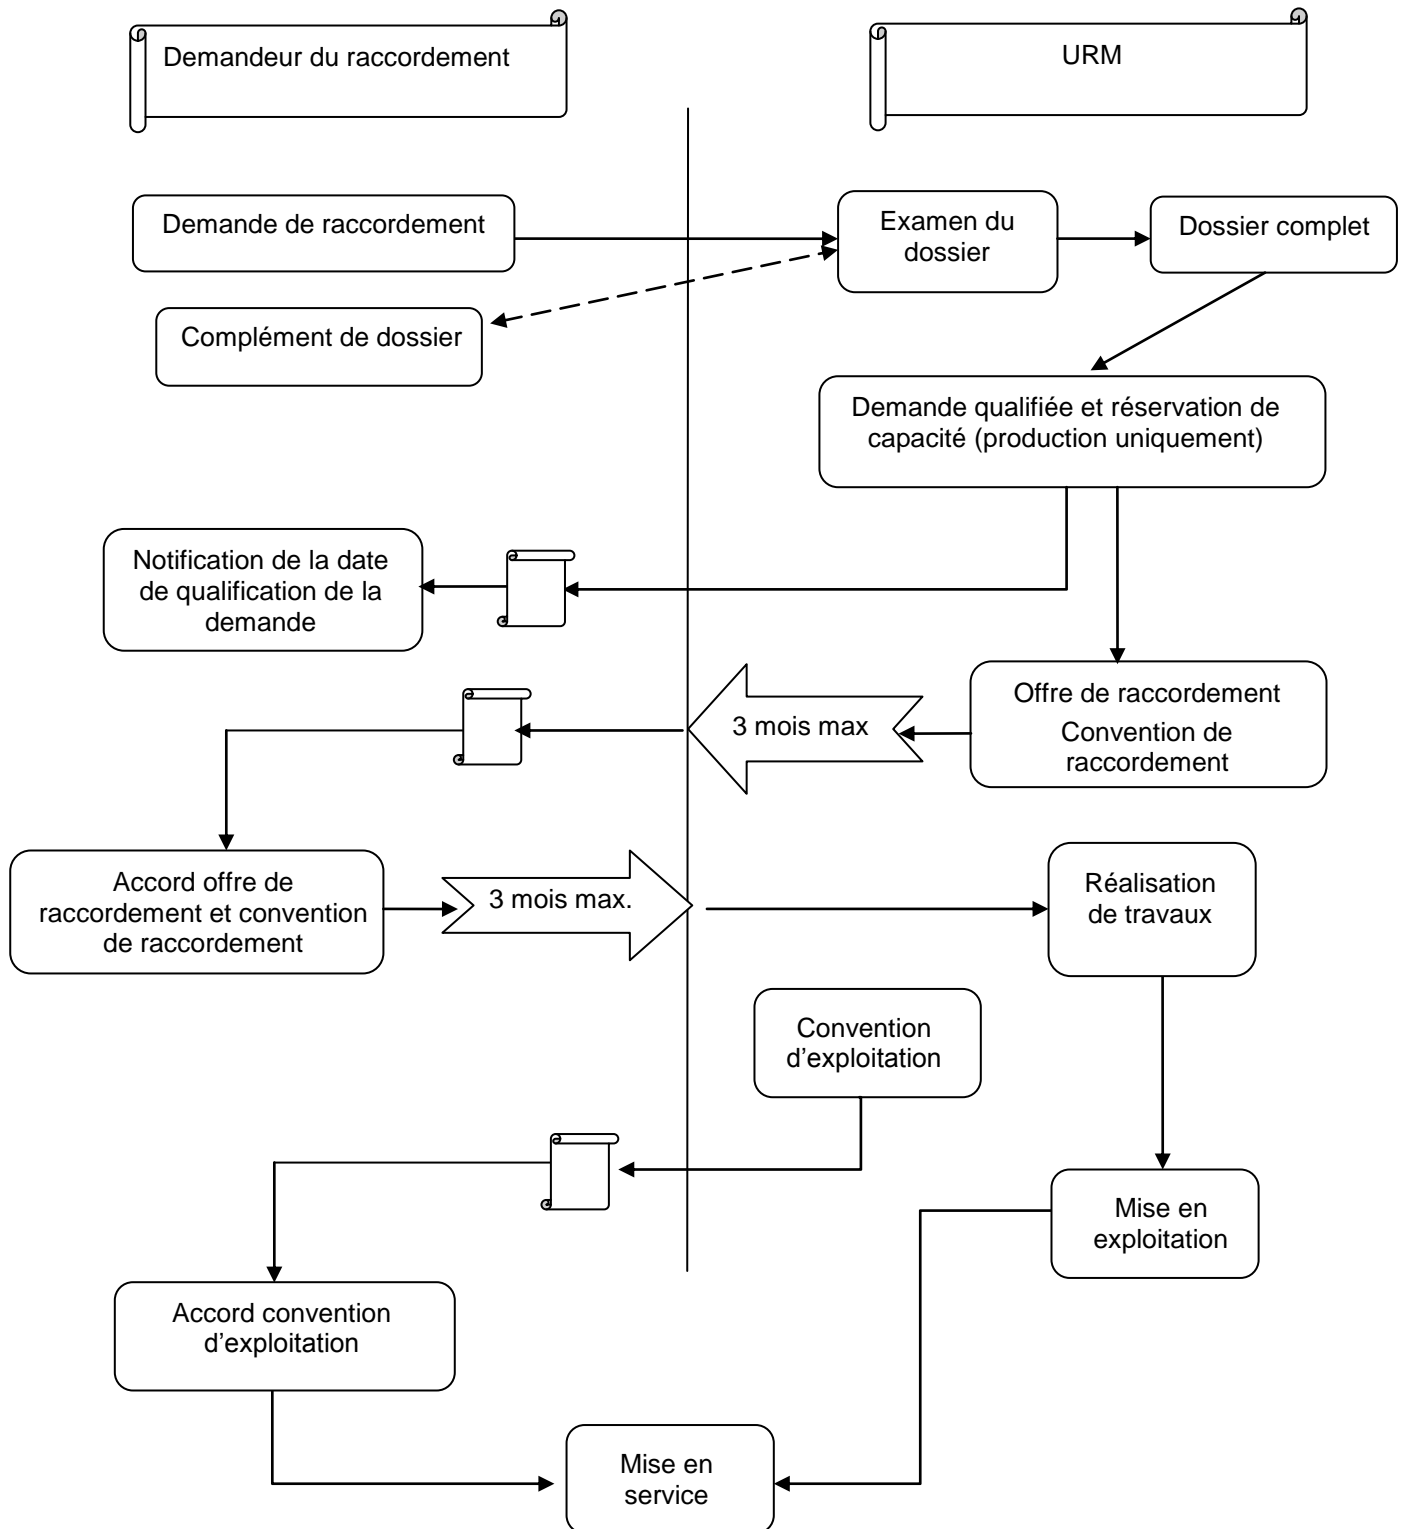 Demandeur du raccordement
URM
Demande de raccordement
Examen du
dossier
Dossier complet
Complément de dossier
Demande qualifiée et réservation de
capacité (production uniquement)
Notification de la date
de qualification de la
demande
Offre de raccordement
Convention de
raccordement
3 mois max
Accord offre de
raccordement et convention
de raccordement
3 mois max.
Réalisation
de travaux
Convention
d’exploitation
Mise en
exploitation
Accord convention
d’exploitation
Mise en
service